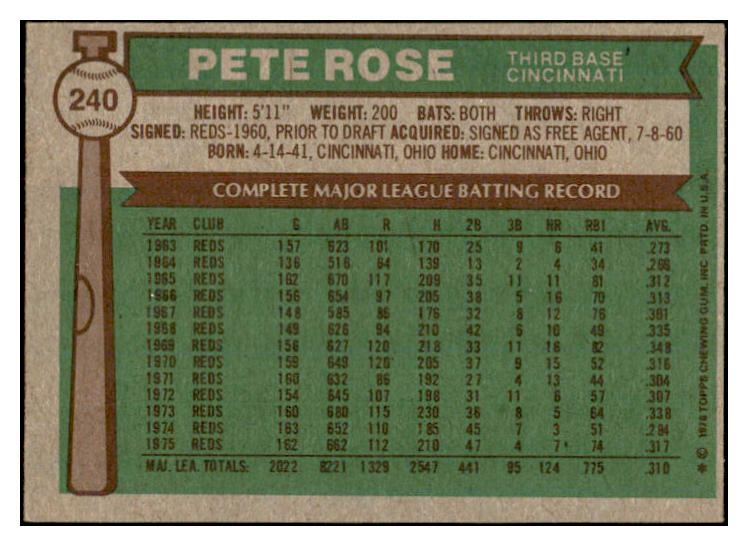 PETE ROSE
THIRD BASE
CINCINNATI
240
HEIGHT: 5'11" WEIGHT: 200 BATS: BOTH THROWS: RIGHT
SIGNED: REDS-1960, PRIOR TO DRAFT ACQUIRED: SIGNED AS FREE AGENT, 7-8-60
BORN: 4-14-41, CINCINNATI, OHIO HOME: CINCINNATI, OHIO
COMPLETE MAJOR LEAGUE BATTING RECORD
YEAR CLUB G AB R H 2B 3B HR RBI AVG.
1963 REDS 157 623 101 170 25 9 6 41 .273
1964 REDS 136 516 64 139 13 2 4 34 .269
1965 REDS 162 670 117 209 35 11 11 81 .312
1966 REDS 156 654 97 205 38 5 16 70 .313
1967 REDS 148 585 86 176 32 8 12 76 .301
1968 REDS 149 626 94 210 42 6 10 49 .335
1969 REDS 156 627 120 218 33 11 16 82 .348
1970 REDS 159 649 120 205 37 9 15 52 .316
1971 REDS 160 632 86 192 27 4 13 44 .304
1972 REDS 154 645 107 198 31 11 6 57 .307
1973 REDS 160 680 115 230 36 8 5 64 .338
1974 REDS 163 652 110 185 45 7 3 51 .284
1975 REDS 162 662 112 210 47 4 7 74 .317
MAJ. LEA. TOTALS: 2022 8221 1329 2547 441 95 124 775 .310
* © 1976 TOPPS CHEWING GUM, INC. PRTD. IN U.S.A.